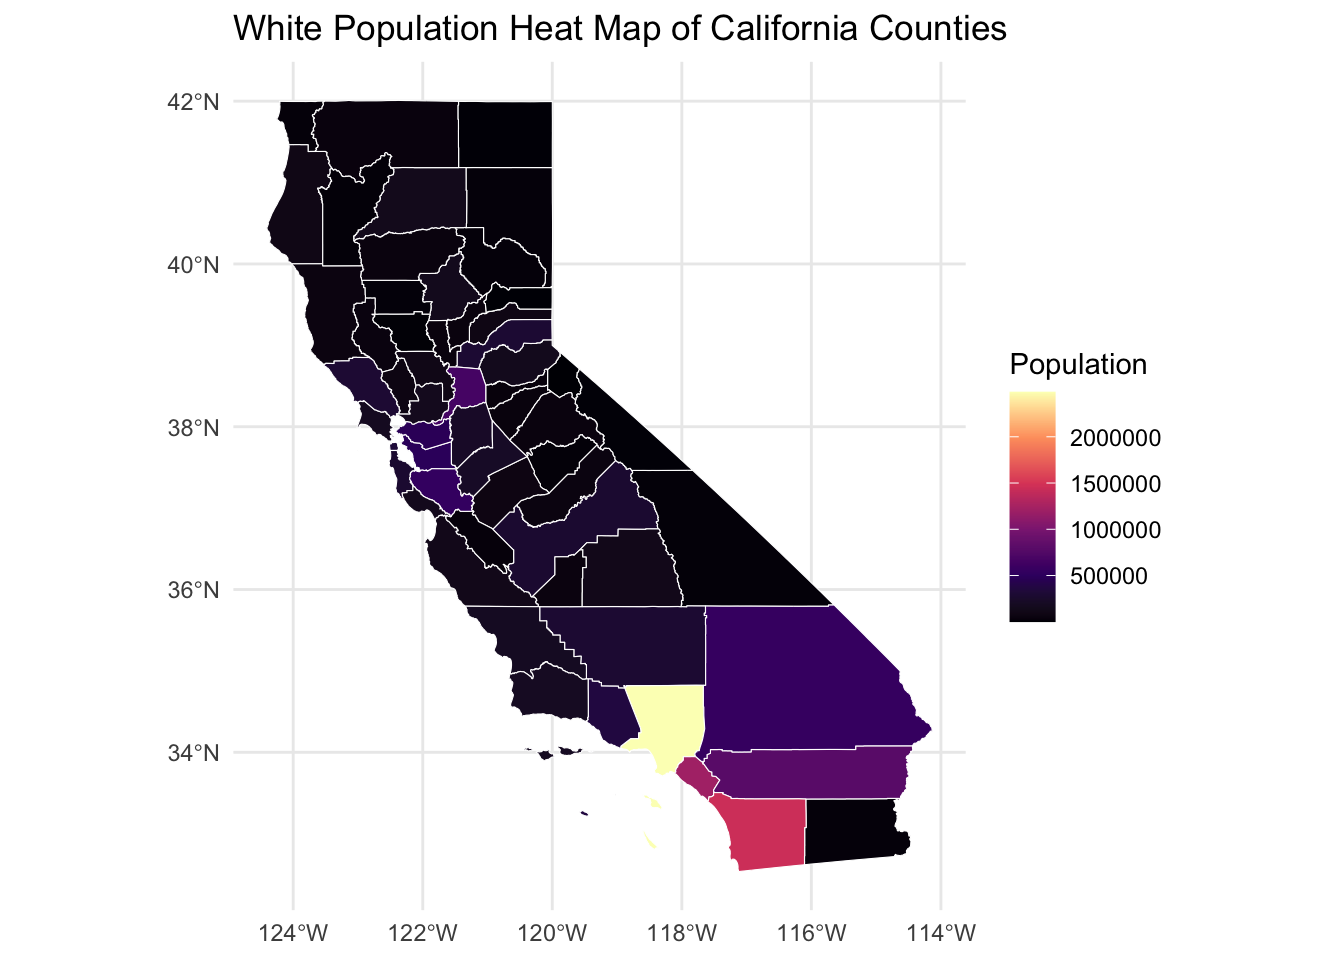 White Population Heat Map of California Counties
42°N
40°N
38°N
36°N
34°N
124°W 122°W 120°W 118°W 116°W 114°W
Population
2000000
1500000
1000000
500000